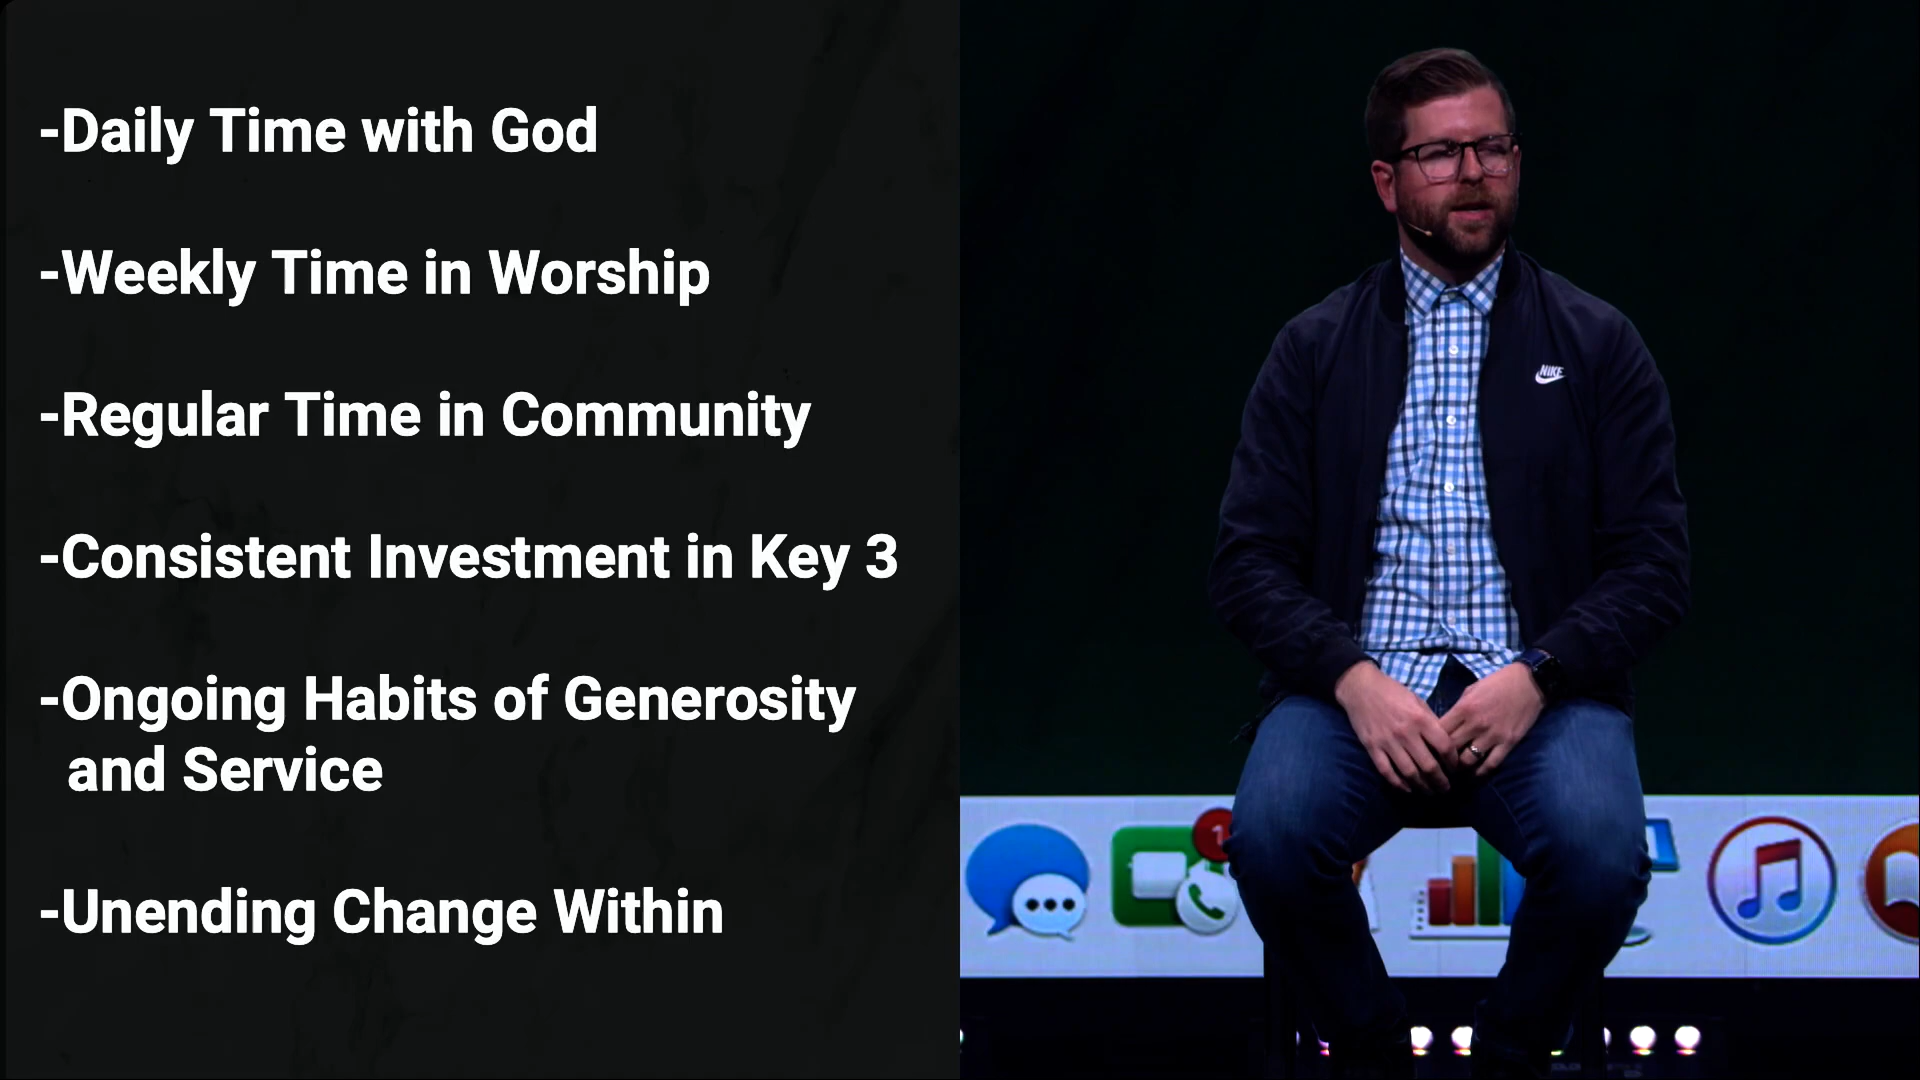 -Daily Time with God
-Weekly Time in Worship
-Regular Time in Community
-Consistent Investment in Key 3
-Ongoing Habits of Generosity
and Service
-Unending Change Within
NIKE
1